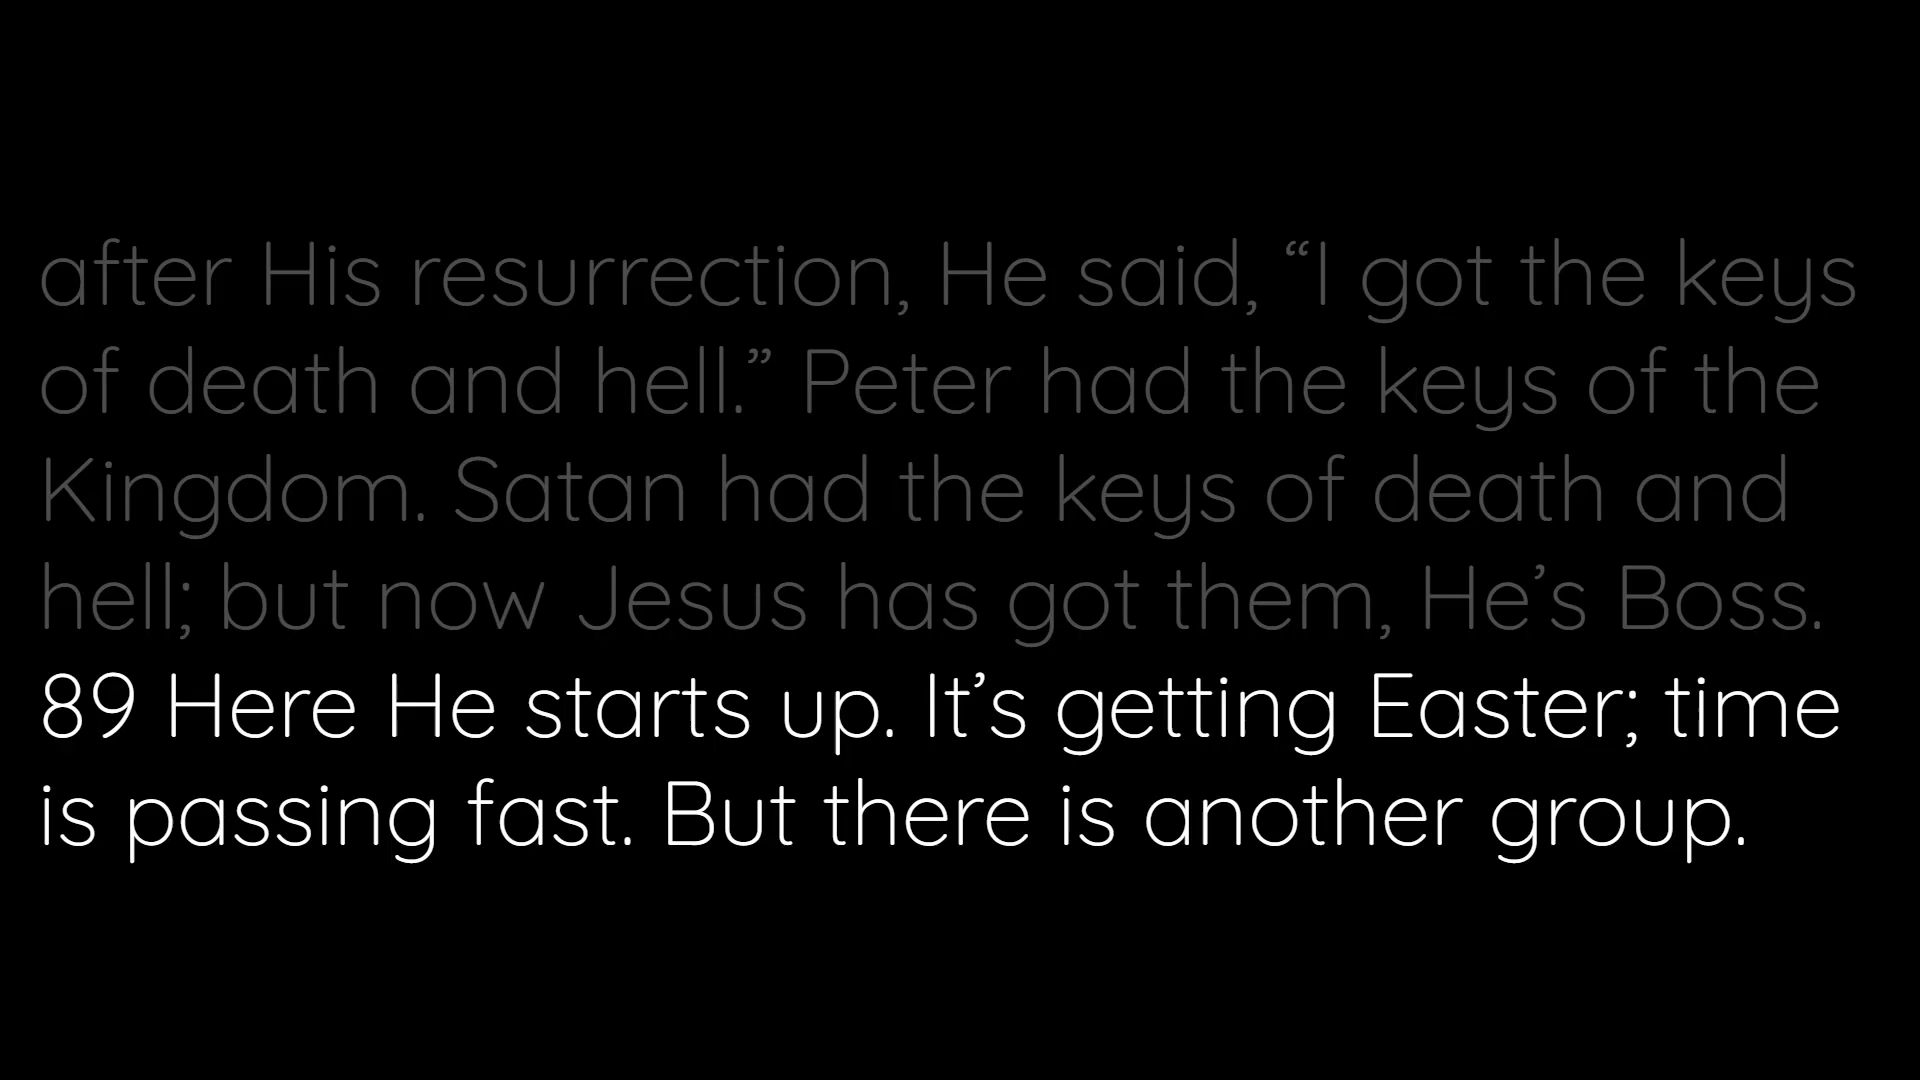 after His resurrection, He said, “I got the keys
of death and hell.” Peter had the keys of the
Kingdom. Satan had the keys of death and
hell; but now Jesus has got them, He’s Boss.
89 Here He starts up. It’s getting Easter; time
is passing fast. But there is another group.